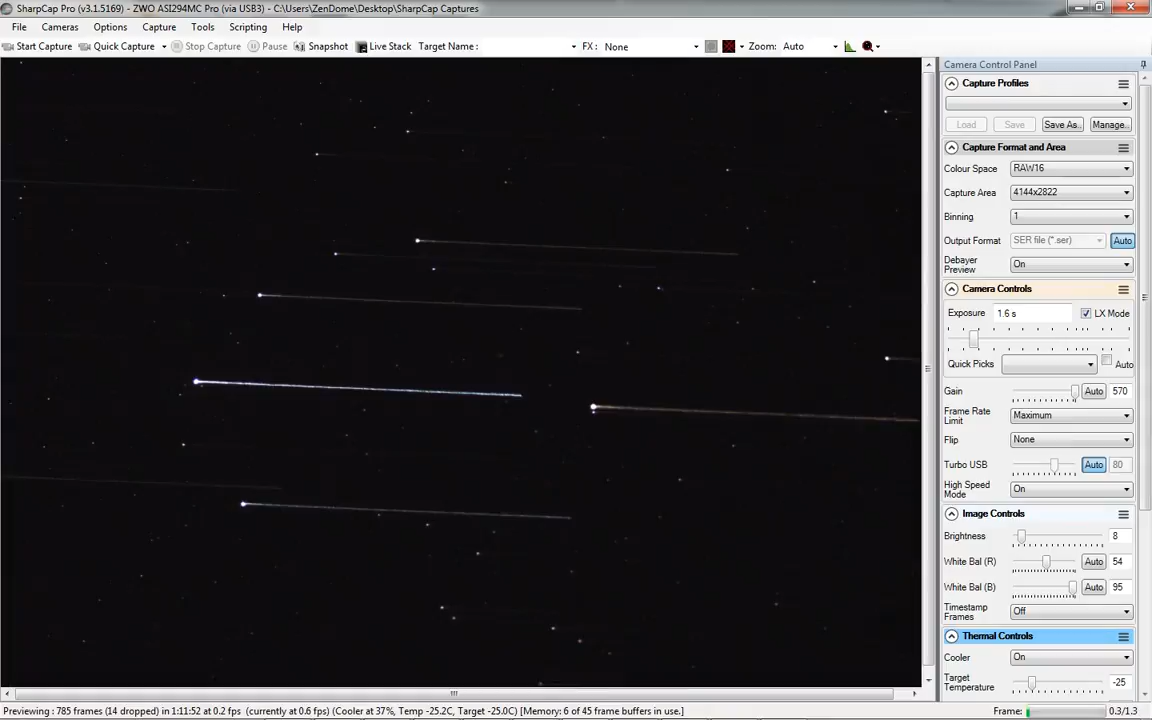 SharpCap Pro (v3.1.5169) - ZWO ASI294MC Pro (via USB3) - C:\Users\ZenDome\Desktop\SharpCap Captures
File Cameras Options Capture Tools Scripting Help
Start Capture Quick Capture Stop Capture Pause Snapshot Live Stack Target Name : FX : None Zoom: Auto
Camera Control Panel
Capture Profiles
Load Save Save As.. Manage..
Capture Format and Area
Colour Space RAW16
Capture Area 4144x2822
Binning 1
Output Format SER file (*.ser) Auto
Debayer
Preview On
Camera Controls
Exposure 1.6 s LX Mode
Quick Picks Auto
Gain Auto 570
Frame Rate
Limit Maximum
Flip None
Turbo USB Auto 80
High Speed
Mode On
Image Controls
Brightness 8
White Bal (R) Auto 54
White Bal (B) Auto 95
Timestamp
Frames Off
Thermal Controls
Cooler On
Target
Temperature -25
Previewing : 785 frames (14 dropped) in 1:11:52 at 0.2 fps (currently at 0.6 fps) (Cooler at 37%, Temp -25.2C, Target -25.0C) [Memory: 6 of 45 frame buffers in use.] Frame: 0.3/1.3